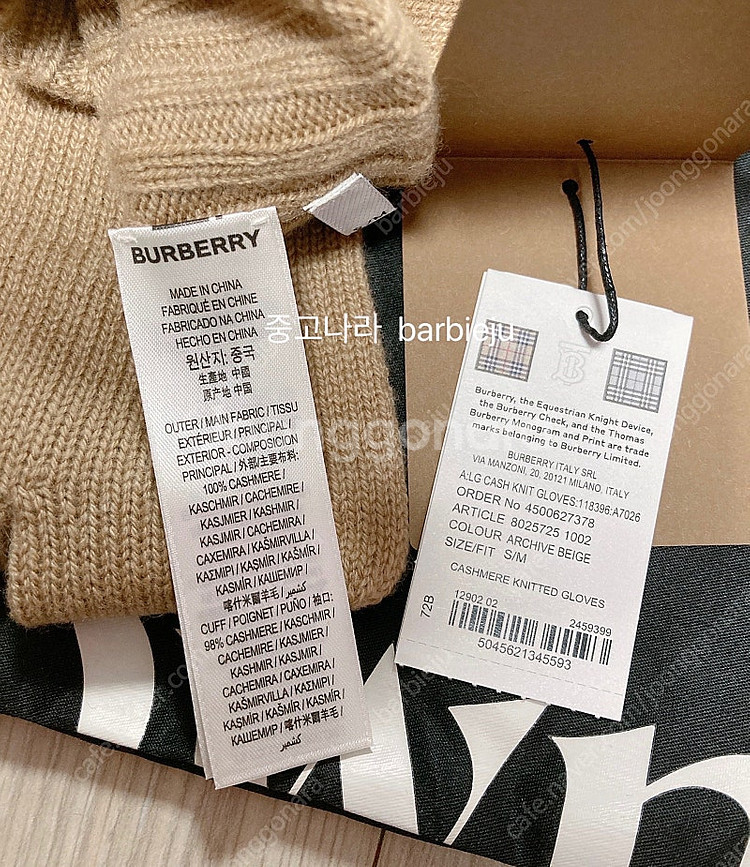 BURBERRY
MADE IN CHINA
FABRIQUÉ EN CHINE
FABRICADO NA CHINA
HECHO EN CHINA
원산지: 중국
生產地 中國
原产地 中国
OUTER / MAIN FABRIC / TISSU
EXTÉRIEUR / PRINCIPAL /
EXTERIOR - COMPOSICION
PRINCIPAL / 外部/主要布料:
100% CASHMERE /
KASCHMIR / CACHEMIRE /
KASJMIER / KASHMIR /
KASJMIR / CACHEMIRA /
CAXEMIRA / KAŠMIRVILLA /
ΚΑΣΜΙΡΙ / KAŞMİR / KAŠMÍR /
KAŠMIR / КАШЕМИР /
喀什米爾羊毛 / كشمير
CUFF / POIGNET / PUÑO / 袖口:
98% CASHMERE / KASCHMIR /
CACHEMIRE / KASJMIER /
KASHMIR / KASJMIR /
CACHEMIRA / CAXEMIRA /
KAŠMIRVILLA / ΚΑΣΜΙΡΙ /
KAŞMİR / KAŠMÍR / KAŠMIR /
КАШЕМИР / 喀什米爾羊毛 /
كشمير
중고나라 barbieju
Burberry, the Equestrian Knight Device,
the Burberry Check, and the Thomas
Burberry Monogram and Print are trade
marks belonging to Burberry Limited.
BURBERRY ITALY SRL
VIA MANZONI, 20, 20121 MILANO, ITALY
A:LG CASH KNIT GLOVES:118396:A7026
ORDER No 4500627378
ARTICLE 8025725 1002
COLOUR ARCHIVE BEIGE
SIZE/FIT S/M
CASHMERE KNITTED GLOVES
72B
12902 02
2459399
5045621345593